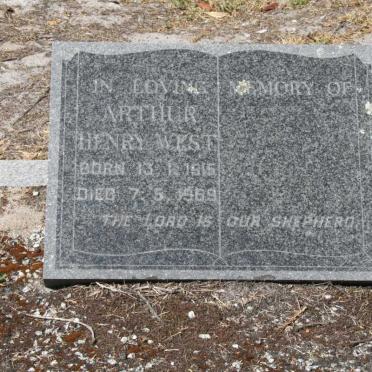 IN LOVING MEMORY OF
ARTHUR
HENRY WEST
BORN 13.1.1916
DIED 7.5.1969
THE LORD IS OUR SHEPHERD